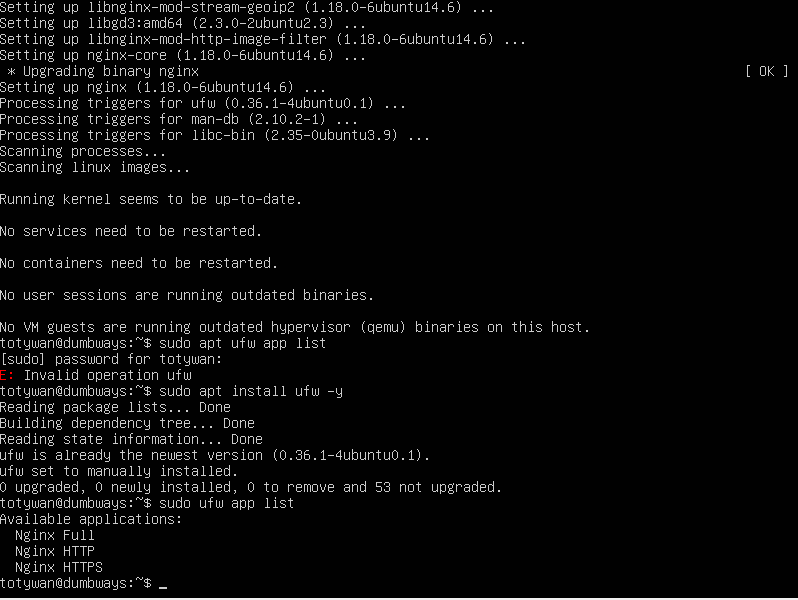 Setting up libnginx-mod-stream-geoip2 (1.18.0-6ubuntu14.6) ...
Setting up libgd3:amd64 (2.3.0-2ubuntu2.3) ...
Setting up libnginx-mod-http-image-filter (1.18.0-6ubuntu14.6) ...
Setting up nginx-core (1.18.0-6ubuntu14.6) ...
 * Upgrading binary nginx [ OK ]
Setting up nginx (1.18.0-6ubuntu14.6) ...
Processing triggers for ufw (0.36.1-4ubuntu0.1) ...
Processing triggers for man-db (2.10.2-1) ...
Processing triggers for libc-bin (2.35-0ubuntu3.9) ...
Scanning processes...
Scanning linux images...
Running kernel seems to be up-to-date.
No services need to be restarted.
No containers need to be restarted.
No user sessions are running outdated binaries.
No VM guests are running outdated hypervisor (qemu) binaries on this host.
totywan@dumbways:~$ sudo apt ufw app list
[sudo] password for totywan:
E: Invalid operation ufw
totywan@dumbways:~$ sudo apt install ufw -y
Reading package lists... Done
Building dependency tree... Done
Reading state information... Done
ufw is already the newest version (0.36.1-4ubuntu0.1).
ufw set to manually installed.
0 upgraded, 0 newly installed, 0 to remove and 53 not upgraded.
totywan@dumbways:~$ sudo ufw app list
Available applications:
  Nginx Full
  Nginx HTTP
  Nginx HTTPS
totywan@dumbways:~$ _